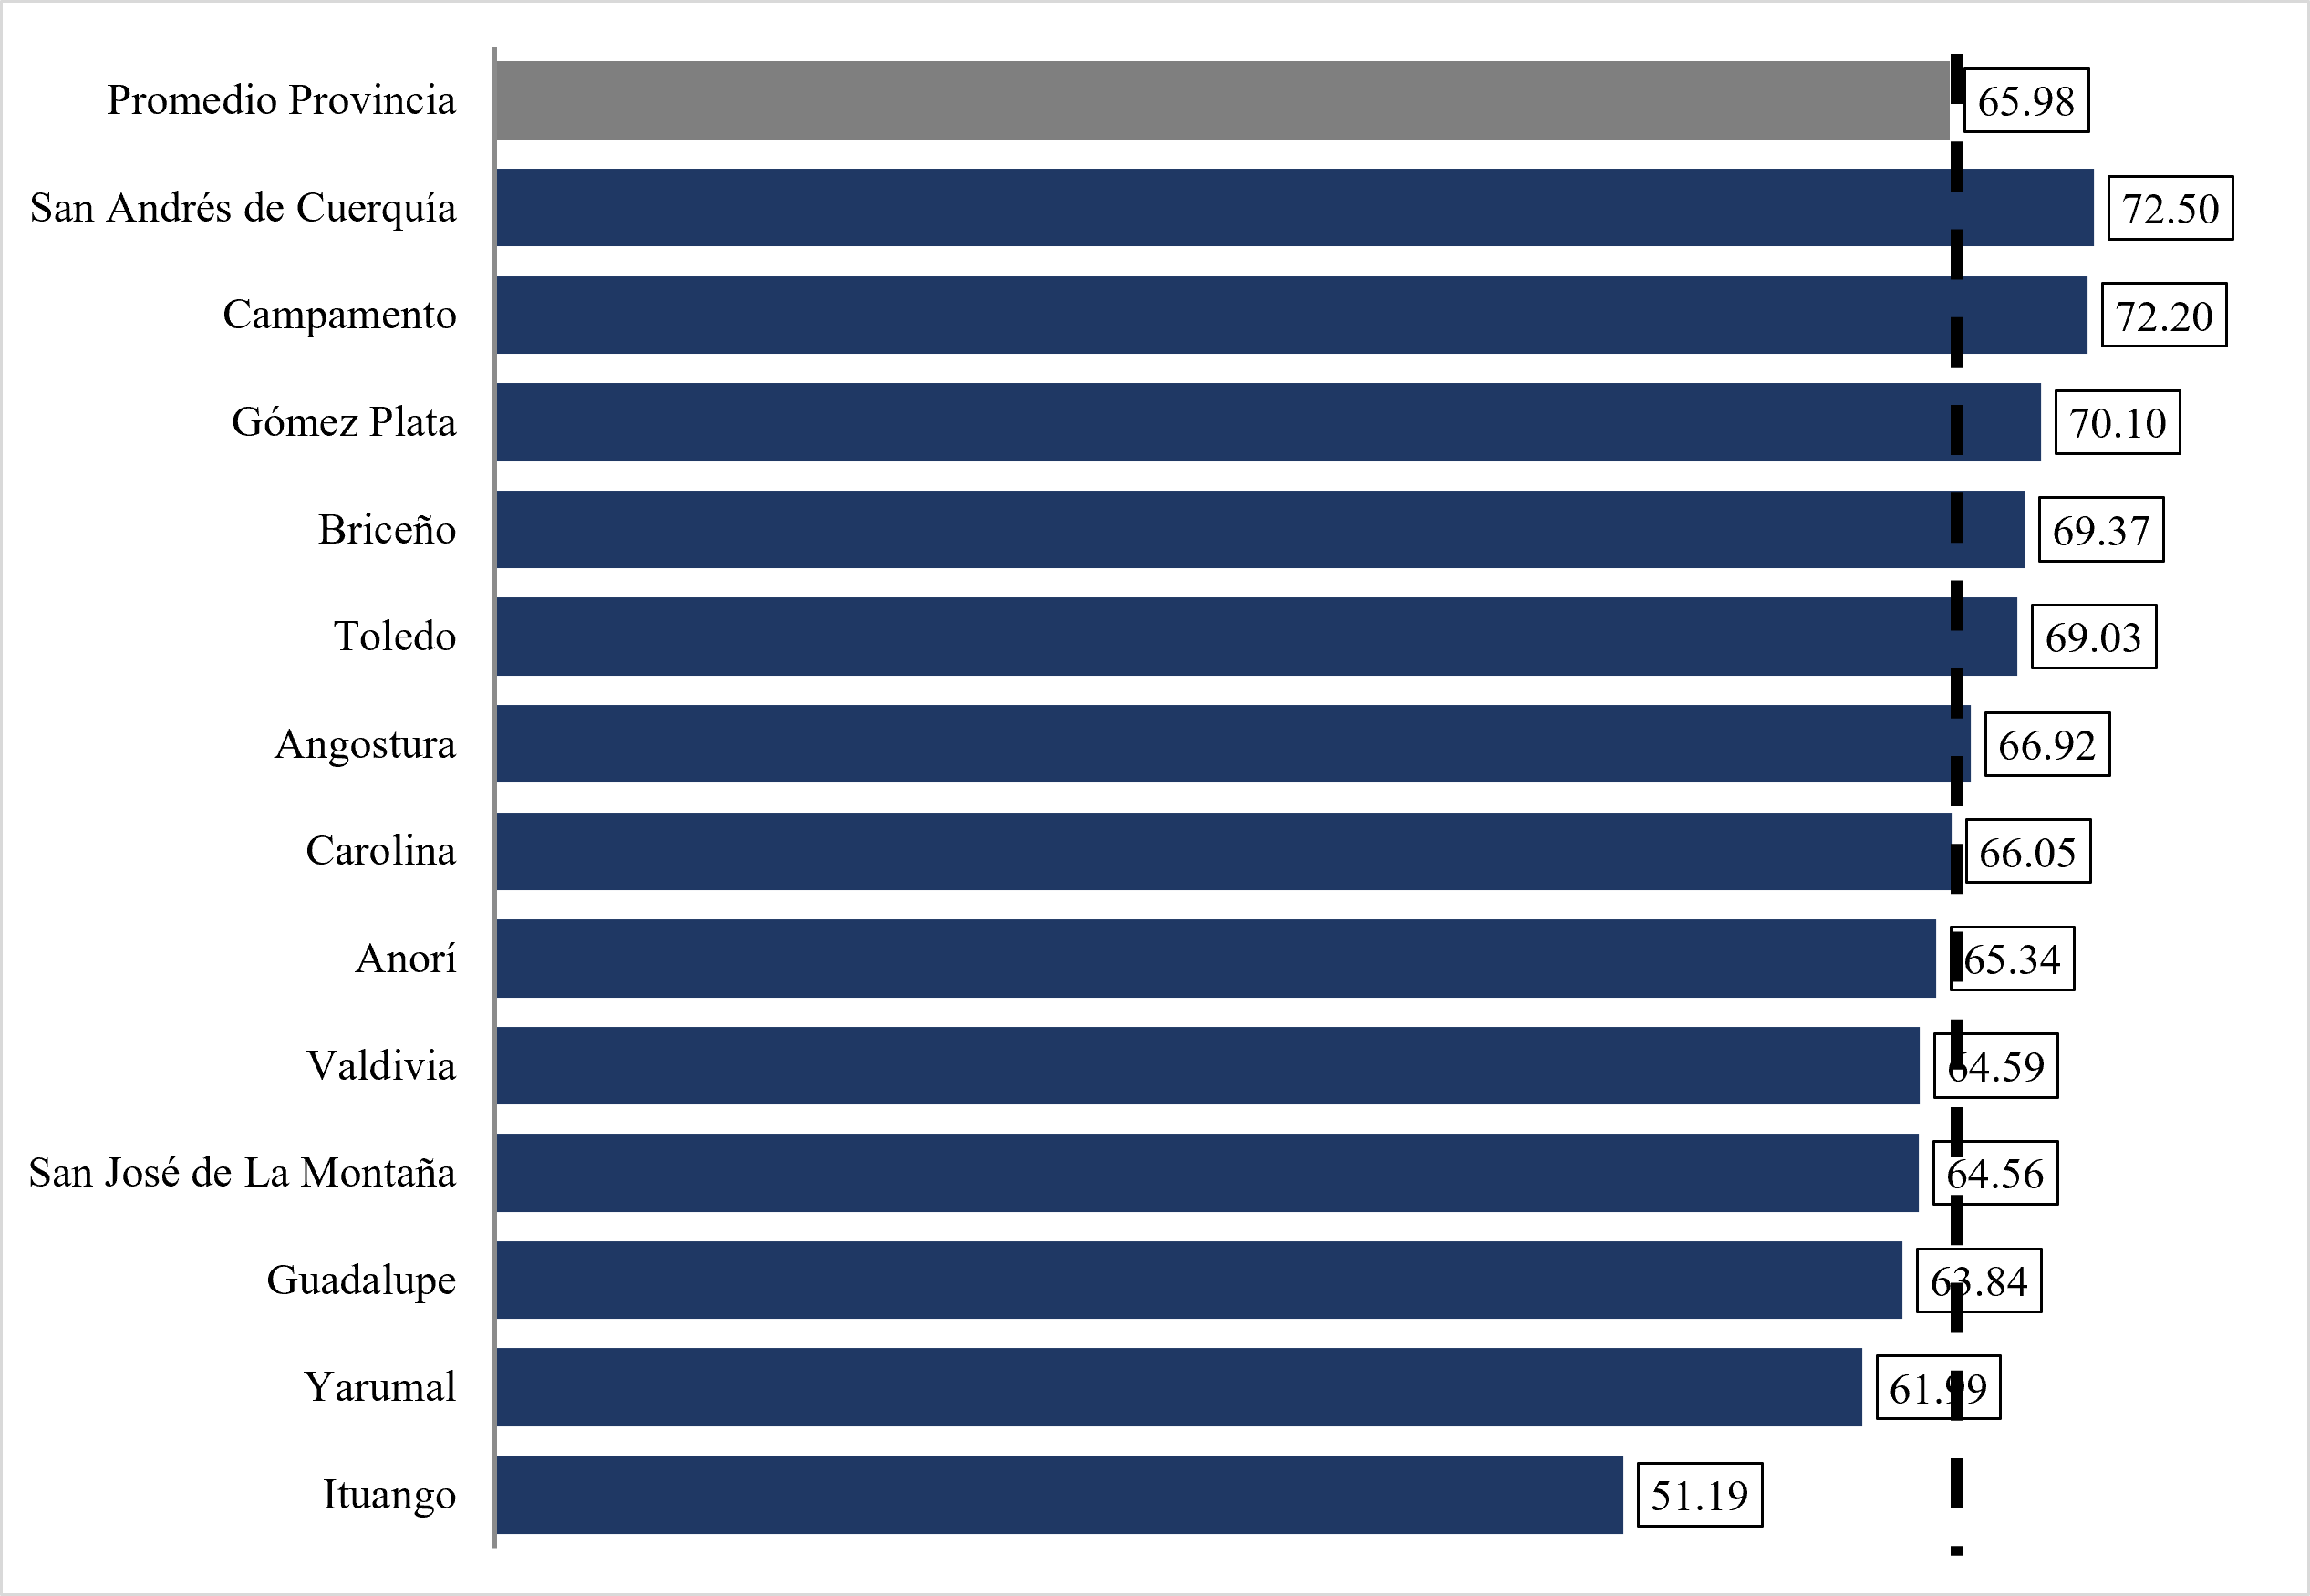 Promedio Provincia 65.98
San Andrés de Cuerquía 72.50
Campamento 72.20
Gómez Plata 70.10
Briceño 69.37
Toledo 69.03
Angostura 66.92
Carolina 66.05
Anorí 65.34
Valdivia 64.59
San José de La Montaña 64.56
Guadalupe 63.84
Yarumal 61.99
Ituango 51.19